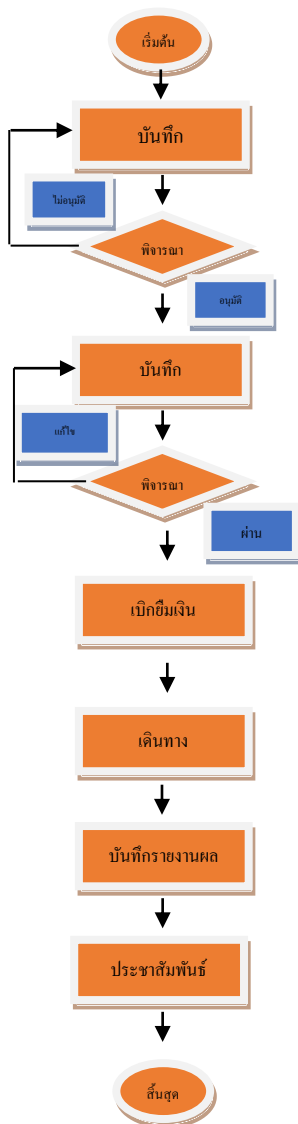 เริ่มต้น
บันทึก
ไม่อนุมัติ
พิจารณา
อนุมัติ
บันทึก
แก้ไข
พิจารณา
ผ่าน
เบิกยืมเงิน
เดินทาง
บันทึกรายงานผล
ประชาสัมพันธ์
สิ้นสุด